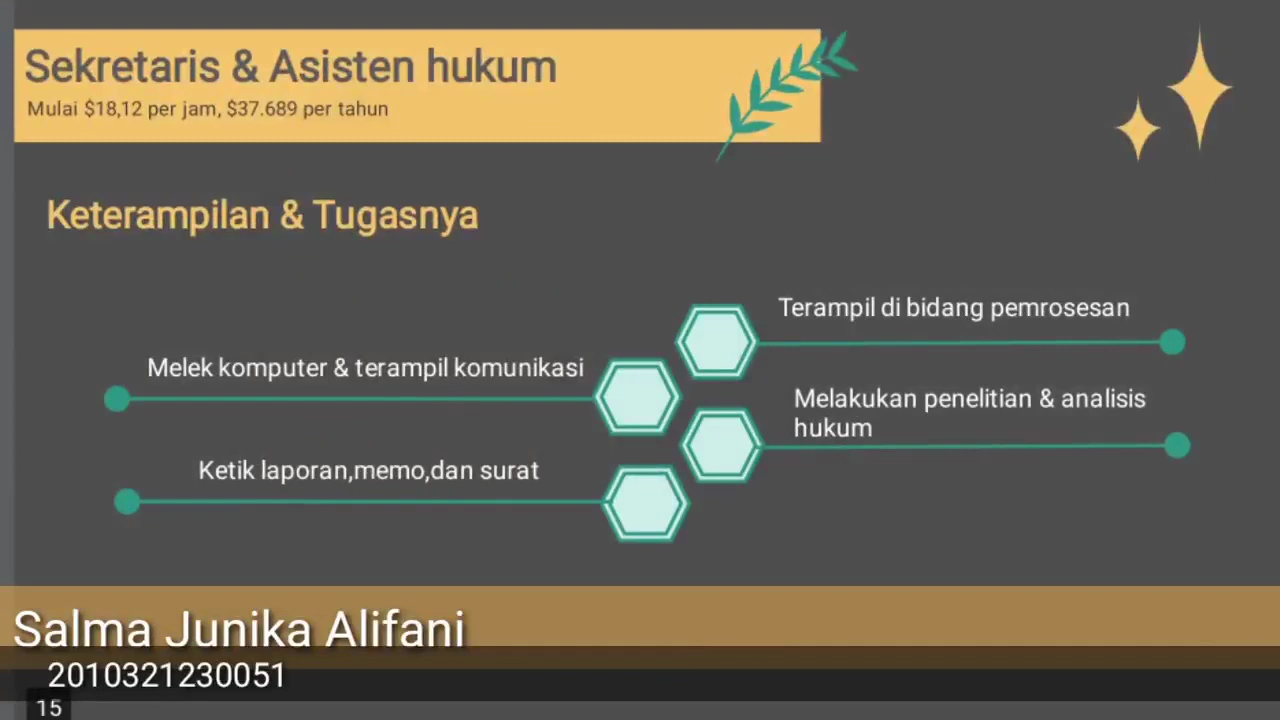 Sekretaris & Asisten hukum
Mulai $18,12 per jam, $37.689 per tahun
Keterampilan & Tugasnya
Terampil di bidang pemrosesan
Melek komputer & terampil komunikasi
Melakukan penelitian & analisis
hukum
Ketik laporan,memo,dan surat
Salma Junika Alifani
2010321230051
15